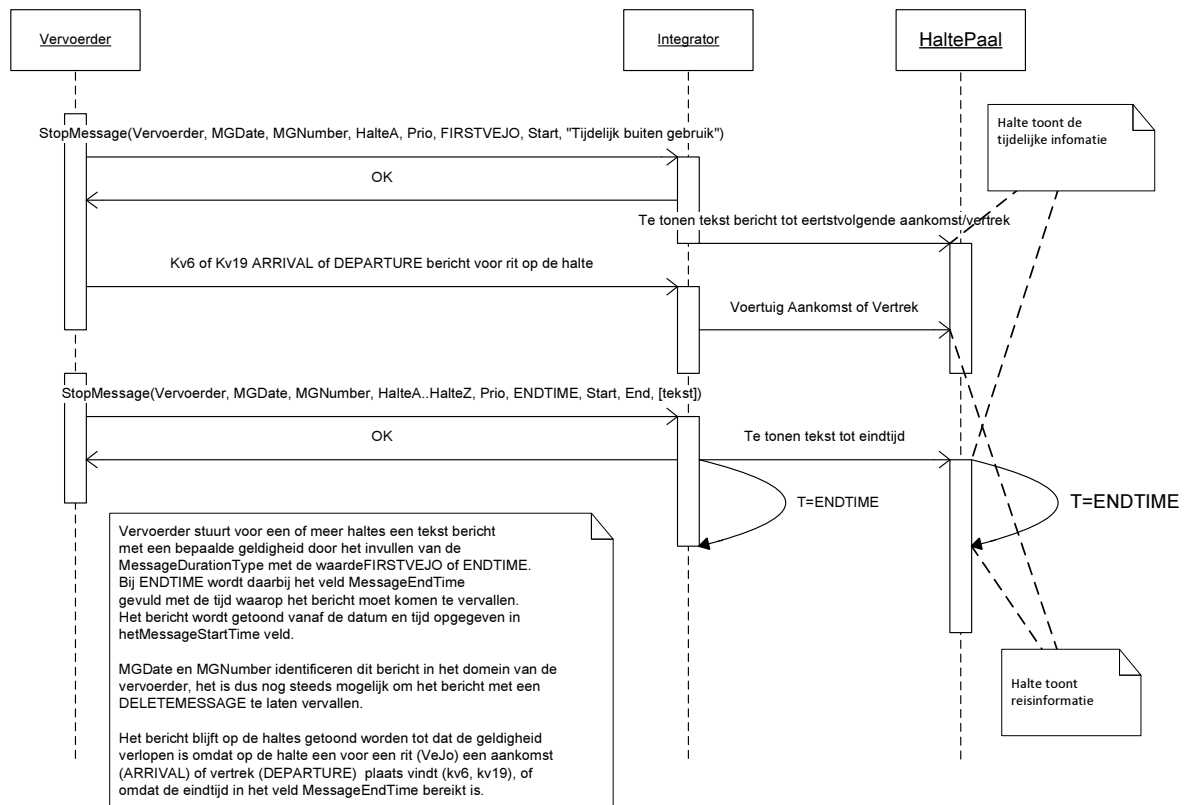 Vervoerder
Integrator
HaltePaal
Halte toont de
tijdelijke infomatie
StopMessage(Vervoerder, MGDate, MGNumber, HalteA, Prio, FIRSTVEJO, Start, "Tijdelijk buiten gebruik")
OK
Te tonen tekst bericht tot eertstvolgende aankomst/vertrek
Kv6 of Kv19 ARRIVAL of DEPARTURE bericht voor rit op de halte
Voertuig Aankomst of Vertrek
StopMessage(Vervoerder, MGDate, MGNumber, HalteA..HalteZ, Prio, ENDTIME, Start, End, [tekst])
OK
Te tonen tekst tot eindtijd
T=ENDTIME
T=ENDTIME
Vervoerder stuurt voor een of meer haltes een tekst bericht
met een bepaalde geldigheid door het invullen van de
MessageDurationType met de waardeFIRSTVEJO of ENDTIME.
Bij ENDTIME wordt daarbij het veld MessageEndTime
gevuld met de tijd waarop het bericht moet komen te vervallen.
Het bericht wordt getoond vanaf de datum en tijd opgegeven in
hetMessageStartTime veld.
MGDate en MGNumber identificeren dit bericht in het domein van de
vervoerder, het is dus nog steeds mogelijk om het bericht met een
DELETEMESSAGE te laten vervallen.
Het bericht blijft op de haltes getoond worden tot dat de geldigheid
verlopen is omdat op de halte een voor een rit (VeJo) een aankomst
(ARRIVAL) of vertrek (DEPARTURE) plaats vindt (kv6, kv19), of
omdat de eindtijd in het veld MessageEndTime bereikt is.
Halte toont
reisinformatie